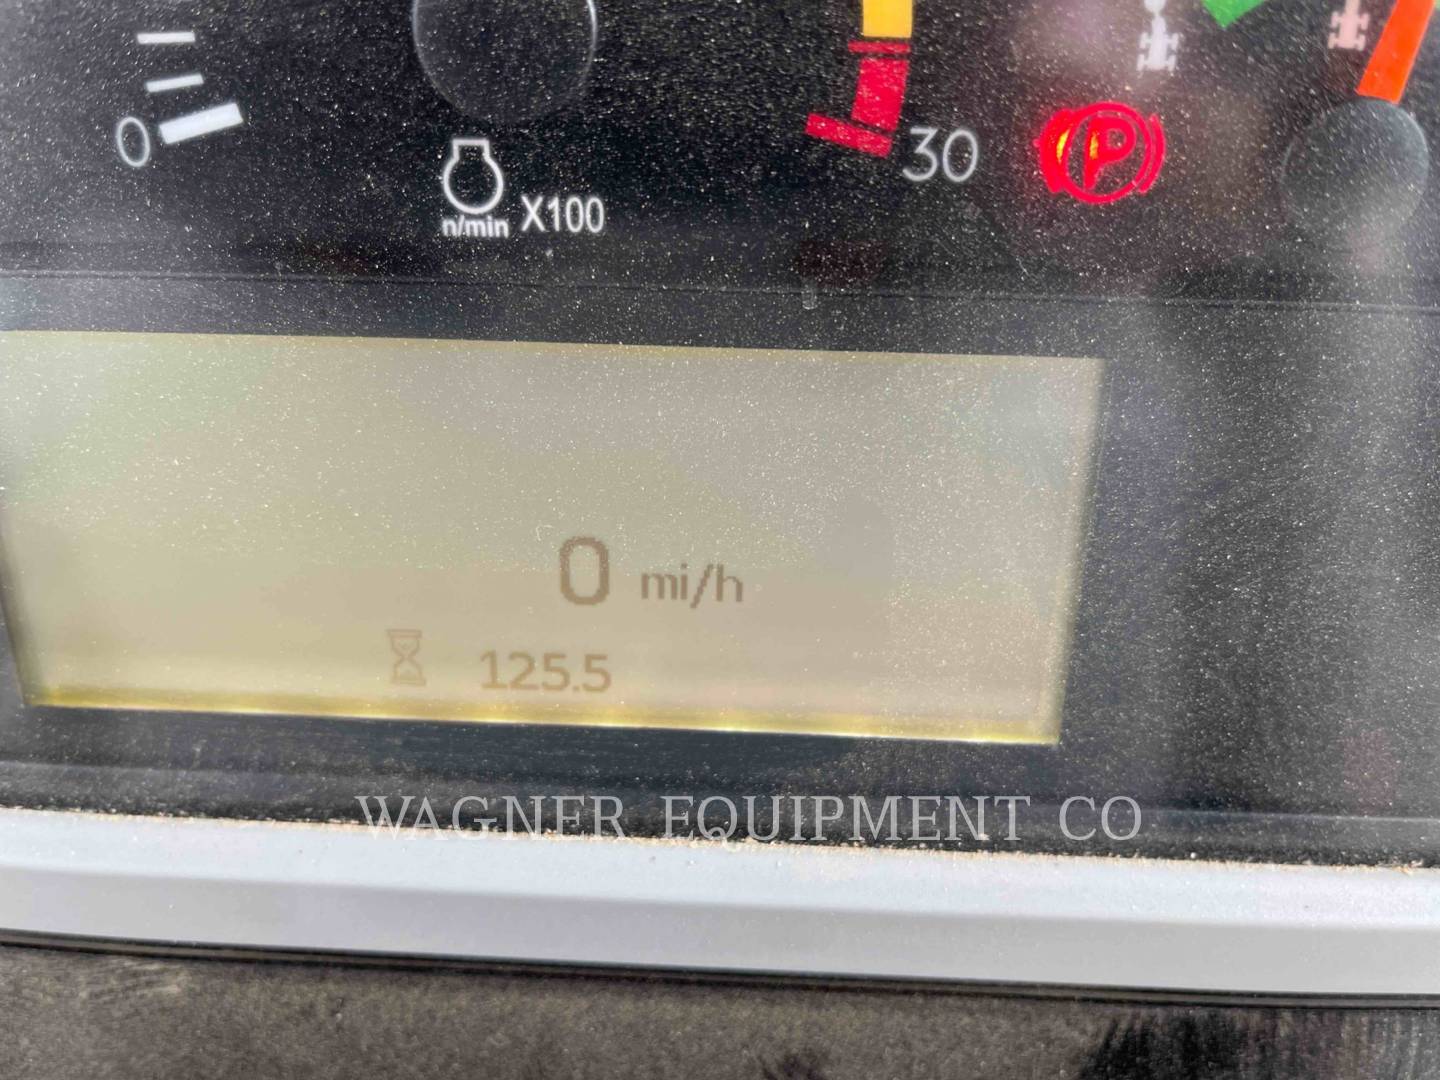 0
n/min X100
30
P
0 mi/h
125.5
WAGNER EQUIPMENT CO